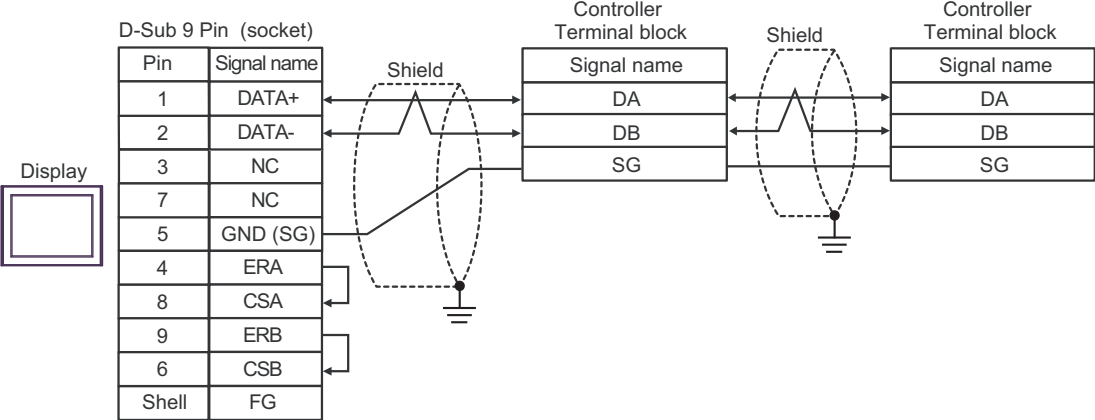 Controller Controller
D-Sub 9 Pin (socket) Terminal block Shield Terminal block
Pin Signal name Shield Signal name Signal name
1 DATA+ DA DA
2 DATA- DB DB
3 NC SG SG
Display
7 NC
5 GND (SG)
4 ERA
8 CSA
9 ERB
6 CSB
Shell FG